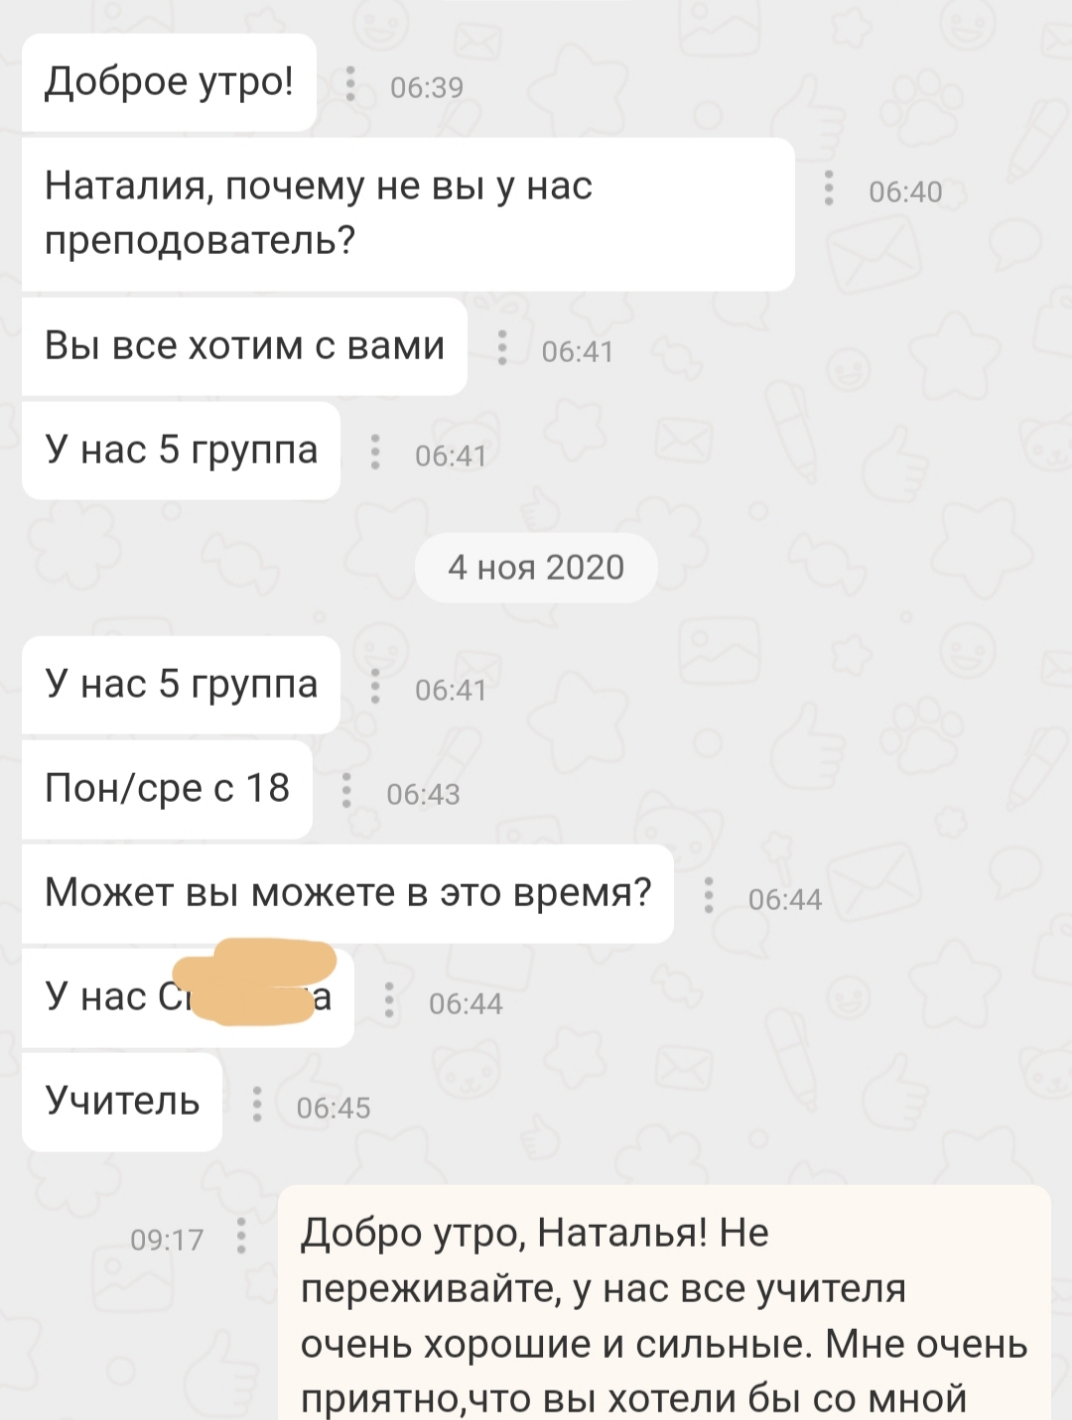 Доброе утро!
06:39
Наталия, почему не вы у нас
преподователь?
06:40
Вы все хотим с вами
06:41
У нас 5 группа
06:41
4 ноя 2020
У нас 5 группа
06:41
Пон/сре с 18
06:43
Может вы можете в это время?
06:44
У нас
06:44
Учитель
06:45
09:17
Добро утро, Наталья! Не
переживайте, у нас все учителя
очень хорошие и сильные. Мне очень
приятно,что вы хотели бы со мной